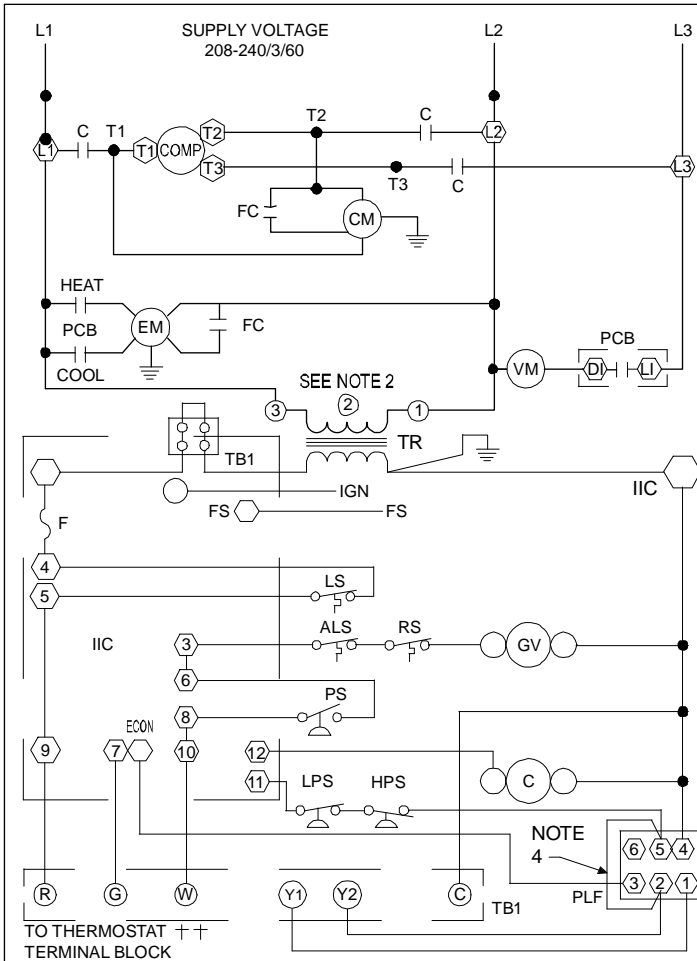 L1 SUPPLY VOLTAGE L2 L3
208-240/3/60
C T1 T2 C
L1 T1 COMP T2 L2
T3 L3
T3 C
FC CM
HEAT
PCB EM FC PCB
COOL VM DI LI
SEE NOTE 2
3 2 1
TR
TB1
IGN IIC
FS FS
F
4
5 LS
IIC 3 ALS RS GV
6
8 PS
ECON
9 7 10 12 C
11 LPS HPS
NOTE
4
6 5 4
3 2 1
PLF
R G W Y1 Y2 C TB1
TO THERMOSTAT ++
TERMINAL BLOCK